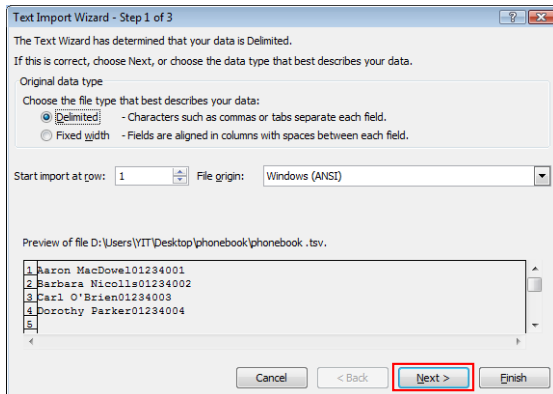 Text Import Wizard - Step 1 of 3
The Text Wizard has determined that your data is Delimited.
If this is correct, choose Next, or choose the data type that best describes your data.
Original data type
Choose the file type that best describes your data:
Delimited - Characters such as commas or tabs separate each field.
Fixed width - Fields are aligned in columns with spaces between each field.
Start import at row: 1 File origin: Windows (ANSI)
Preview of file D:\Users\YIT\Desktop\phonebook\phonebook .tsv.
1 Aaron MacDowel01234001
2 Barbara Nicolls01234002
3 Carl O'Brien01234003
4 Dorothy Parker01234004
5
Cancel < Back Next > Finish